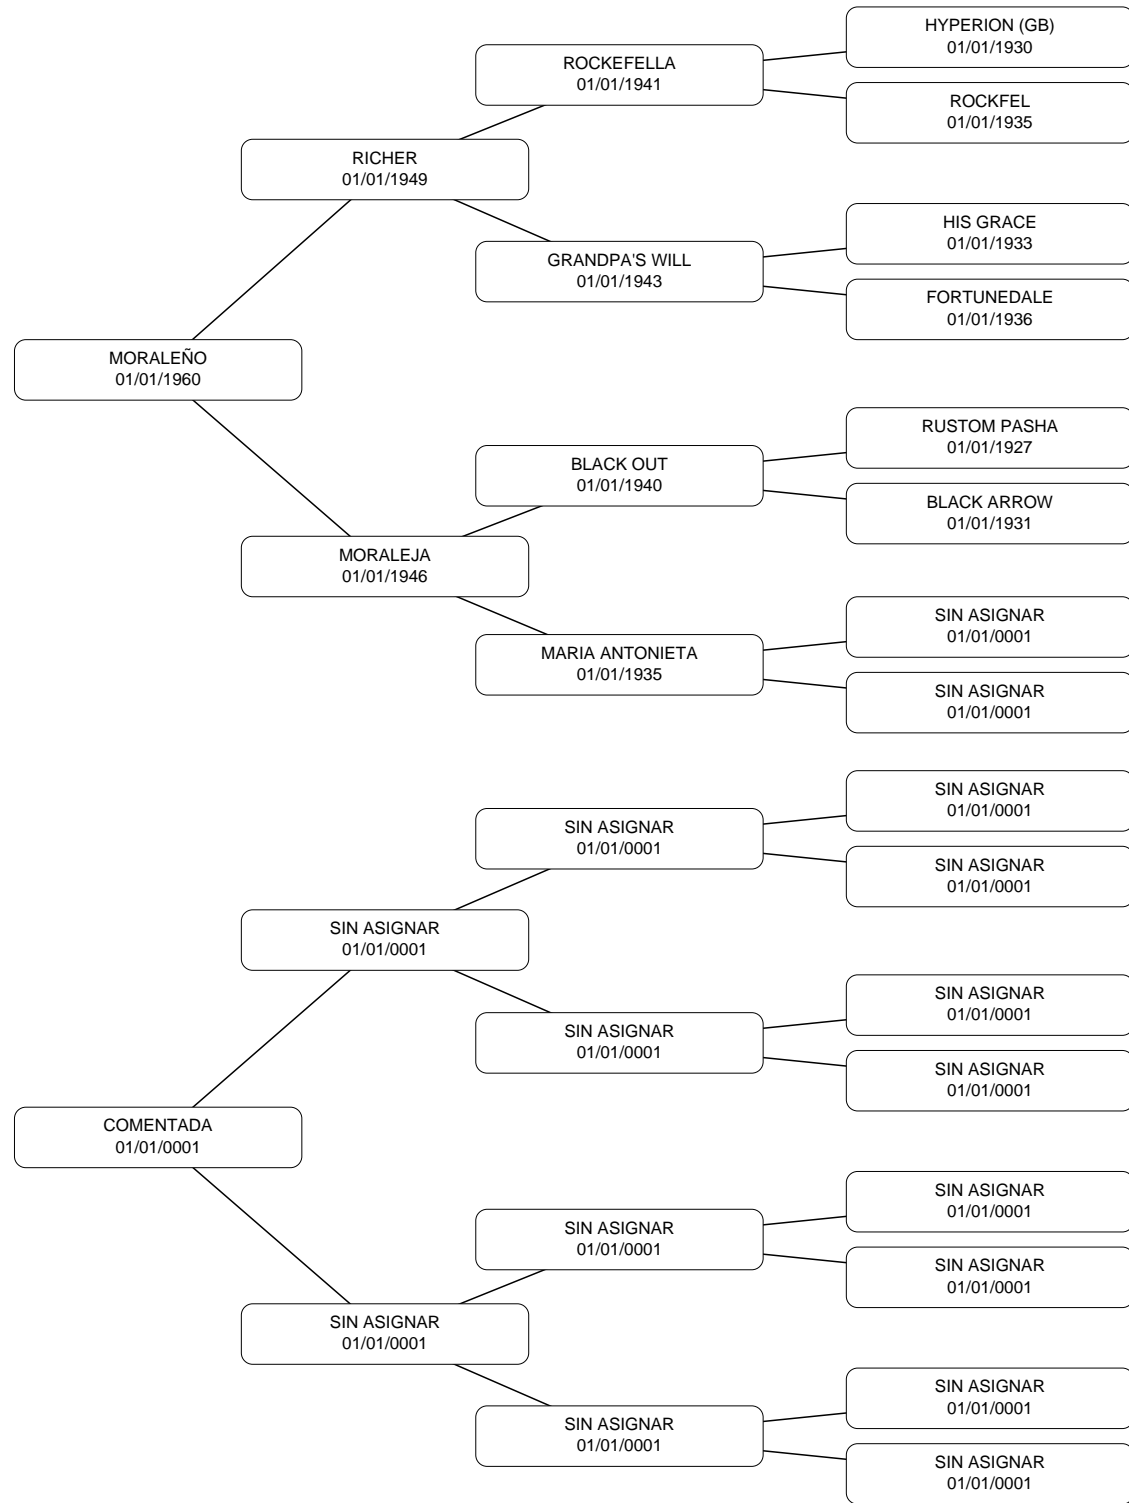 HYPERION (GB)
01/01/1930
ROCKEFELLA
01/01/1941
ROCKFEL
01/01/1935
RICHER
01/01/1949
HIS GRACE
01/01/1933
GRANDPA'S WILL
01/01/1943
FORTUNEDALE
01/01/1936
MORALEÑO
01/01/1960
RUSTOM PASHA
01/01/1927
BLACK OUT
01/01/1940
BLACK ARROW
01/01/1931
MORALEJA
01/01/1946
SIN ASIGNAR
01/01/0001
MARIA ANTONIETA
01/01/1935
SIN ASIGNAR
01/01/0001
SIN ASIGNAR
01/01/0001
SIN ASIGNAR
01/01/0001
SIN ASIGNAR
01/01/0001
SIN ASIGNAR
01/01/0001
SIN ASIGNAR
01/01/0001
SIN ASIGNAR
01/01/0001
SIN ASIGNAR
01/01/0001
COMENTADA
01/01/0001
SIN ASIGNAR
01/01/0001
SIN ASIGNAR
01/01/0001
SIN ASIGNAR
01/01/0001
SIN ASIGNAR
01/01/0001
SIN ASIGNAR
01/01/0001
SIN ASIGNAR
01/01/0001
SIN ASIGNAR
01/01/0001